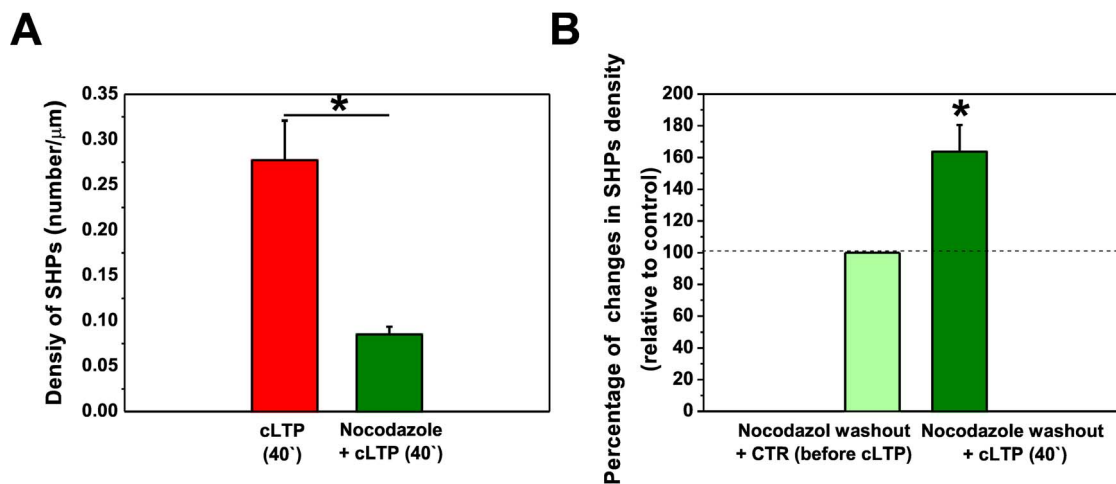 A
Densiy of SHPs (number/μm)
0.35
0.30
0.25
0.20
0.15
0.10
0.05
0.00
*
cLTP
(40`)
Nocodazole
+ cLTP (40`)
B
Percentage of changes in SHPs density
(relative to control)
200
180
160
140
120
100
80
60
40
20
0
*
Nocodazol washout
+ CTR (before cLTP)
Nocodazole washout
+ cLTP (40`)